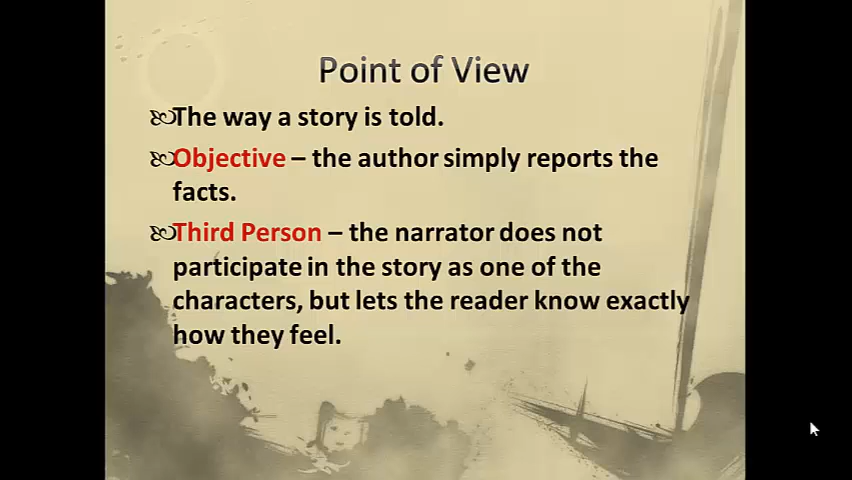 Point of View
The way a story is told.
Objective – the author simply reports the
facts.
Third Person – the narrator does not
participate in the story as one of the
characters, but lets the reader know exactly
how they feel.